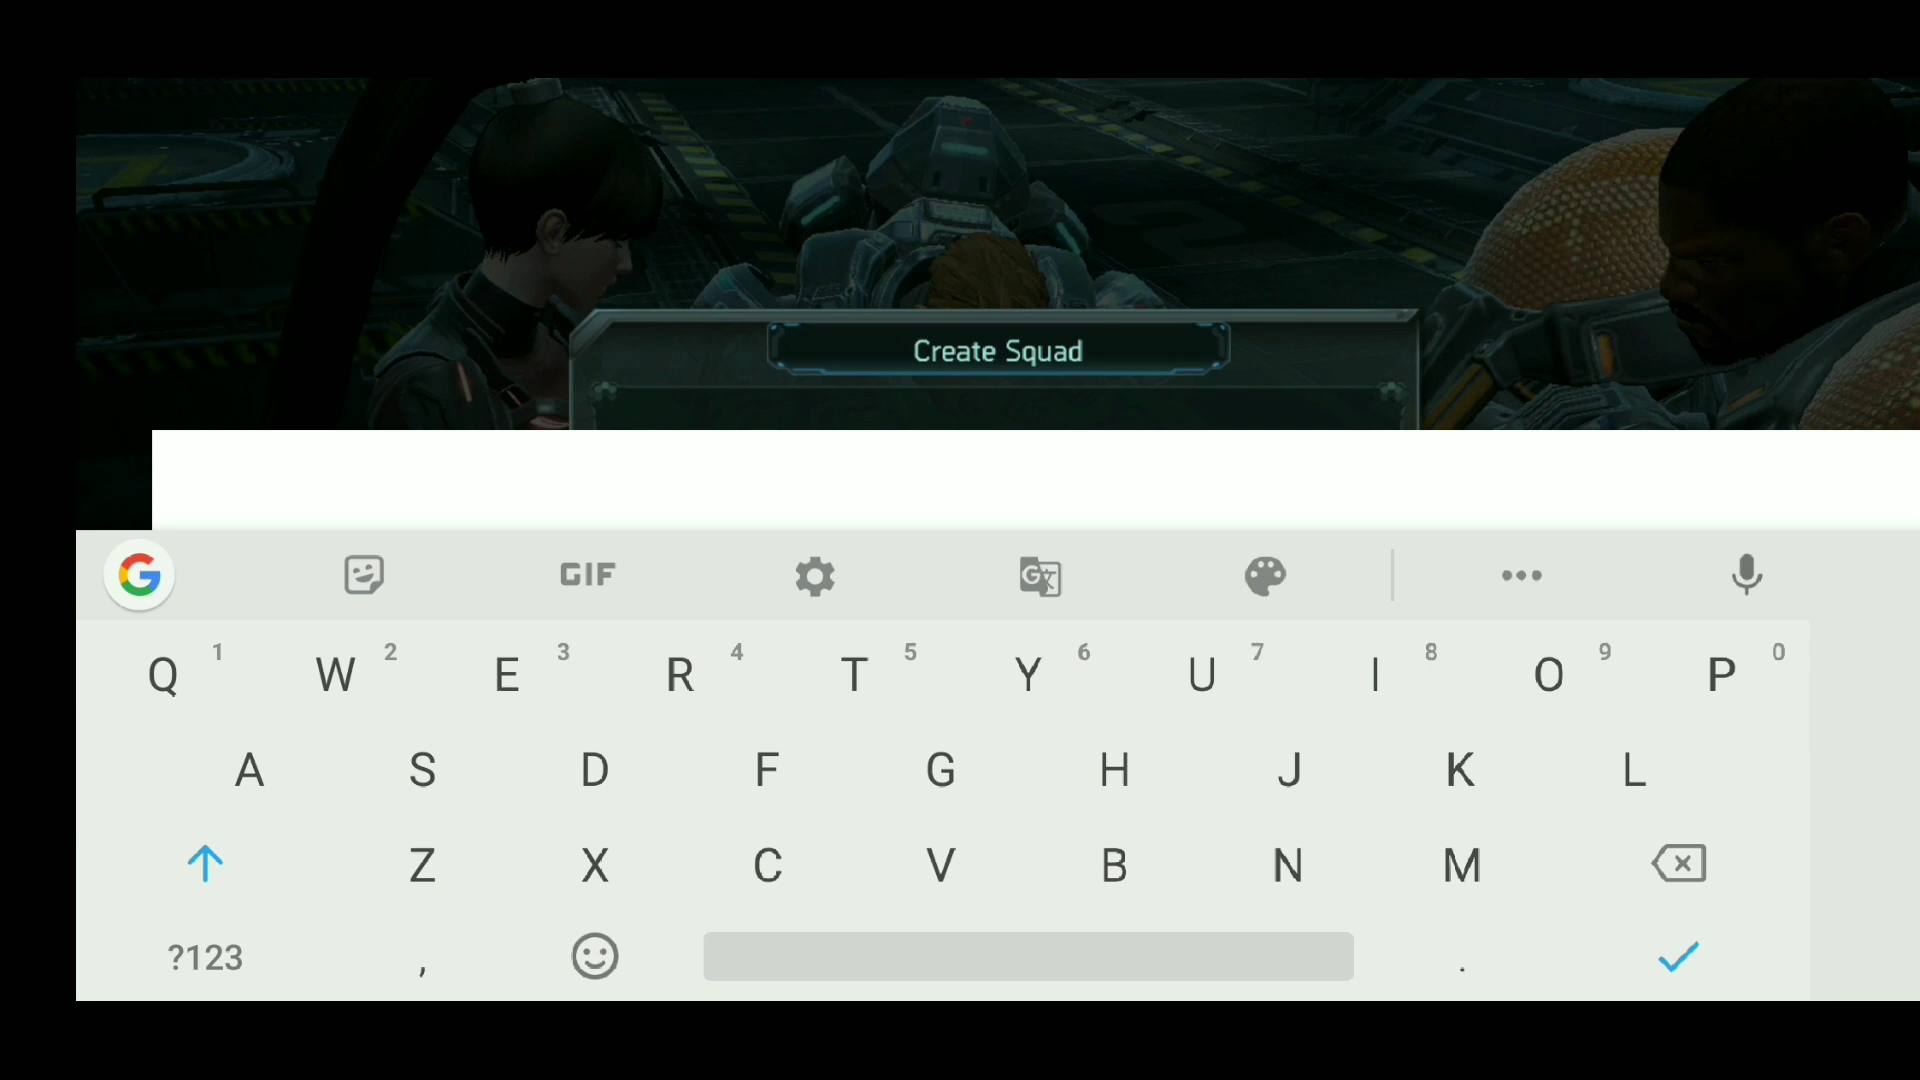 Create Squad
GIF
Q 1 W 2 E 3 R 4 T 5 Y 6 U 7 I 8 O 9 P 0
A S D F G H J K L
Z X C V B N M
?123 , .